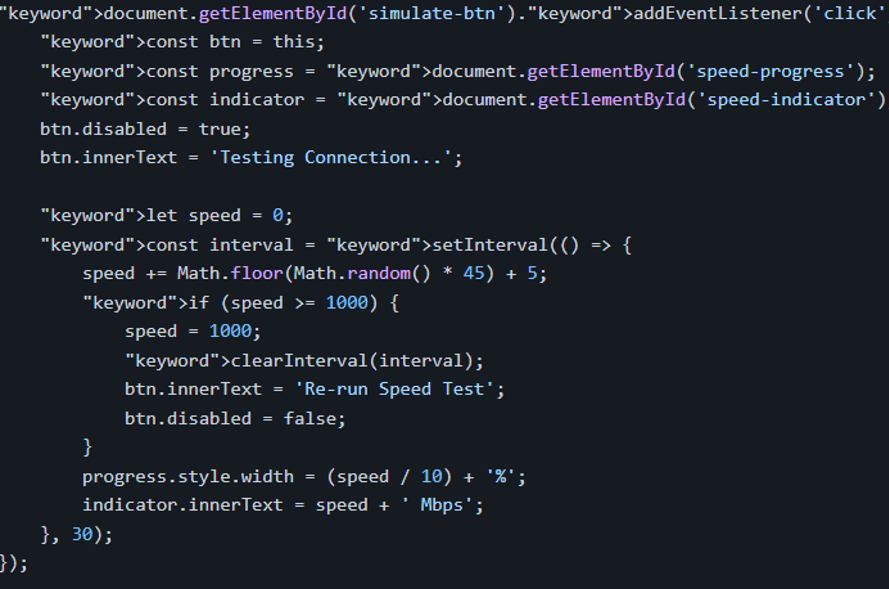 "keyword">document.getElementById('simulate-btn')."keyword">addEventListener('click'
"keyword">const btn = this;
"keyword">const progress = "keyword">document.getElementById('speed-progress');
"keyword">const indicator = "keyword">document.getElementById('speed-indicator')
btn.disabled = true;
btn.innerText = 'Testing Connection...';
"keyword">let speed = 0;
"keyword">const interval = "keyword">setInterval(() => {
speed += Math.floor(Math.random() * 45) + 5;
"keyword">if (speed >= 1000) {
speed = 1000;
"keyword">clearInterval(interval);
btn.innerText = 'Re-run Speed Test';
btn.disabled = false;
}
progress.style.width = (speed / 10) + '%';
indicator.innerText = speed + ' Mbps';
}, 30);
});